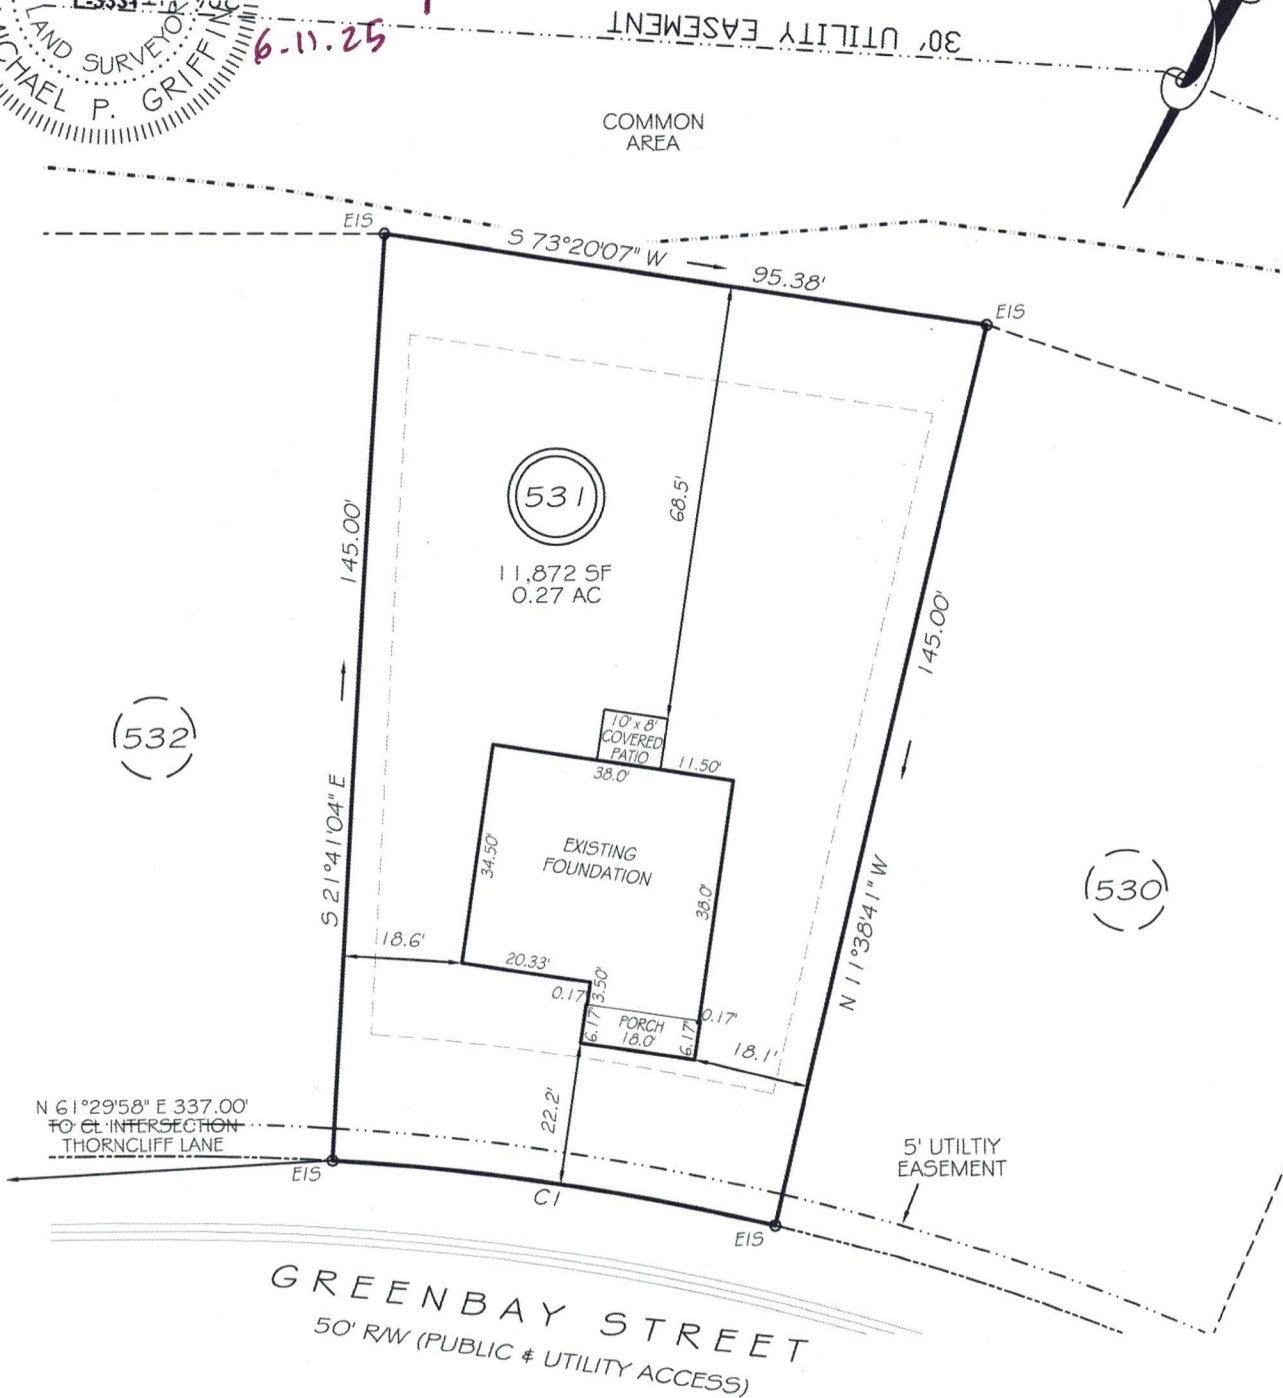 L-3351
LAND SURVEYOR
MICHAEL P. GRIFFIN
6-11-25
30' UTILITY EASEMENT
COMMON
AREA
EIS
S 73°20'07" W
95.38'
EIS
531
11,872 SF
0.27 AC
68.5'
145.00'
145.00'
532
S 21°41'04" E
10' x 8'
COVERED
PATIO
11.50'
38.0'
EXISTING
FOUNDATION
34.50'
38.0'
530
N 11°38'41" W
18.6'
20.33'
3.50'
0.17'
0.17'
6.17'
PORCH
18.0'
6.17'
18.1'
22.2'
N 61°29'58" E 337.00'
TO CL INTERSECTION
THORNCLIFF LANE
5' UTILTIY
EASEMENT
EIS
C1
EIS
GREENBAY STREET
50' R/W (PUBLIC & UTILITY ACCESS)